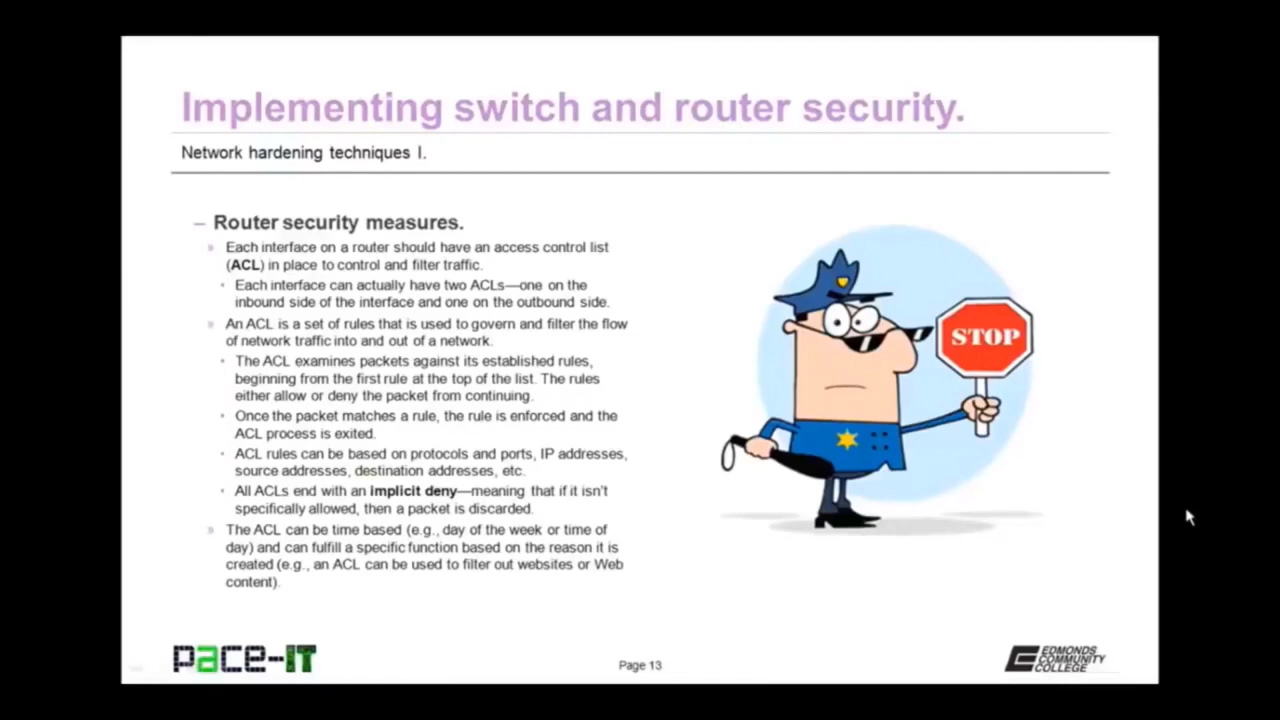 Implementing switch and router security.
Network hardening techniques I.
– Router security measures.
» Each interface on a router should have an access control list
(ACL) in place to control and filter traffic.
• Each interface can actually have two ACLs—one on the
inbound side of the interface and one on the outbound side.
» An ACL is a set of rules that is used to govern and filter the flow
of network traffic into and out of a network.
• The ACL examines packets against its established rules,
beginning from the first rule at the top of the list. The rules
either allow or deny the packet from continuing.
• Once the packet matches a rule, the rule is enforced and the
ACL process is exited.
• ACL rules can be based on protocols and ports, IP addresses,
source addresses, destination addresses, etc.
• All ACLs end with an implicit deny—meaning that if it isn't
specifically allowed, then a packet is discarded.
» The ACL can be time based (e.g., day of the week or time of
day) and can fulfill a specific function based on the reason it is
created (e.g., an ACL can be used to filter out websites or Web
content).
STOP
pace-IT
Page 13
EDMONDS
COMMUNITY
COLLEGE